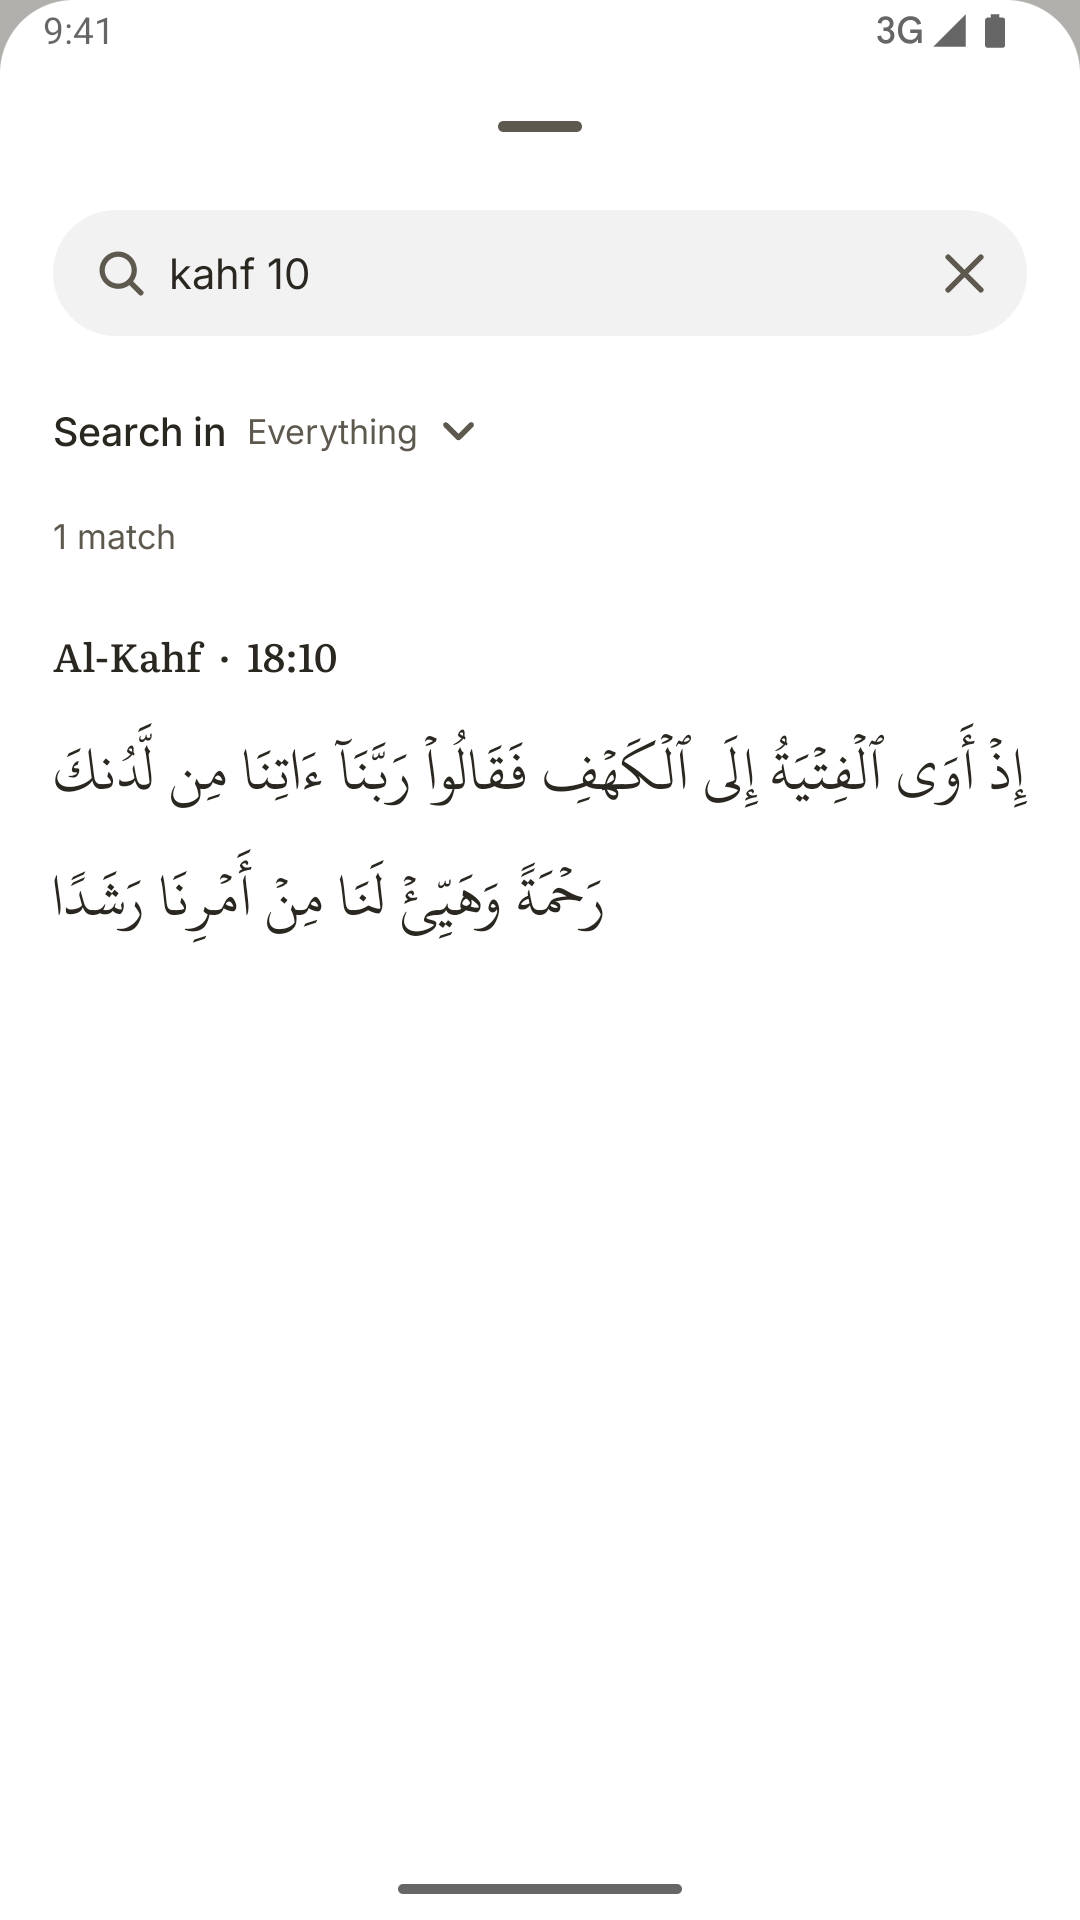 9:41
3G
kahf 10
Search in Everything
1 match
Al-Kahf · 18:10
إِذْ أَوَى ٱلْفِتْيَةُ إِلَى ٱلْكَهْفِ فَقَالُوا۟ رَبَّنَآ ءَاتِنَا مِن لَّدُنكَ
رَحْمَةً وَهَيِّئْ لَنَا مِنْ أَمْرِنَا رَشَدًا